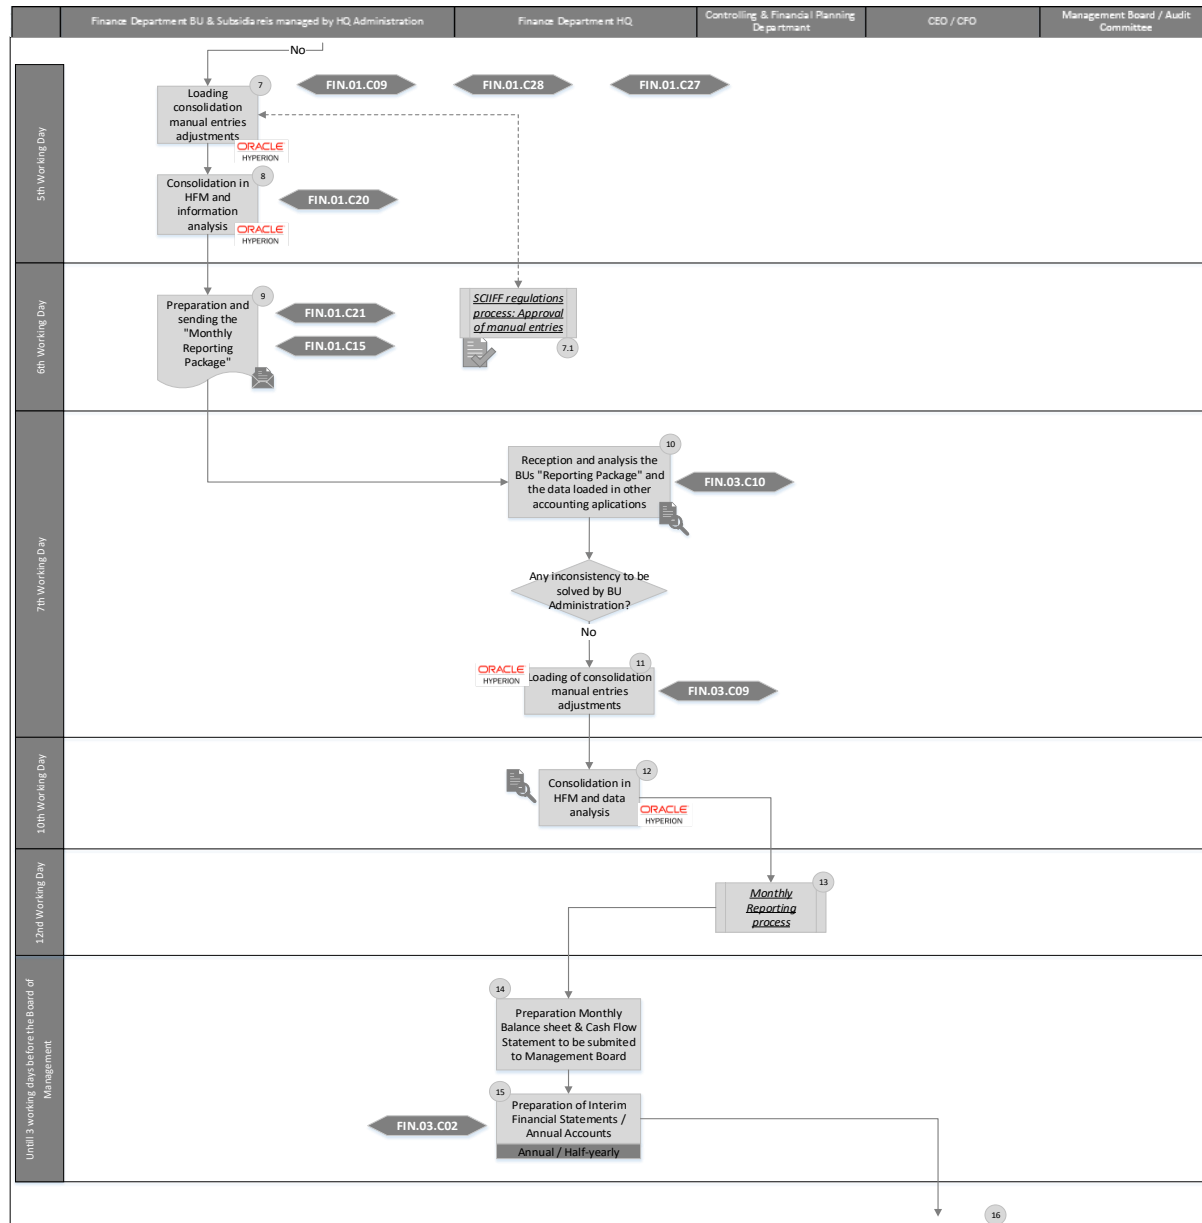 Finance Department BU & Subsidiareis managed by HQ Administration
Finance Department HQ
Controlling & Financial Planning
Departmant
CEO / CFO
Management Board / Audit
Committee
No
5th Working Day
7
Loading
consolidation
manual entries
adjustments
ORACLE
HYPERION
FIN.01.C09
FIN.01.C28
FIN.01.C27
8
Consolidation in
HFM and
information
analysis
ORACLE
HYPERION
FIN.01.C20
6th Working Day
9
Preparation and
sending the
"Monthly
Reporting
Package"
FIN.01.C21
FIN.01.C15
SCIIFF regulations
process: Approval
of manual entries
7.1
7th Working Day
10
Reception and analysis the
BUs "Reporting Package" and
the data loaded in other
accounting aplications
FIN.03.C10
Any inconsistency to be
solved by BU
Administration?
No
ORACLE
HYPERION
11
Loading of consolidation
manual entries
adjustments
FIN.03.C09
10th Working Day
12
Consolidation in
HFM and data
analysis
ORACLE
HYPERION
12nd Working Day
13
Monthly
Reporting
process
Untill 3 working days before the Board of
Management
14
Preparation Monthly
Balance sheet & Cash Flow
Statement to be submited
to Management Board
15
Preparation of Interim
Financial Statements /
Annual Accounts
Annual / Half-yearly
FIN.03.C02
16